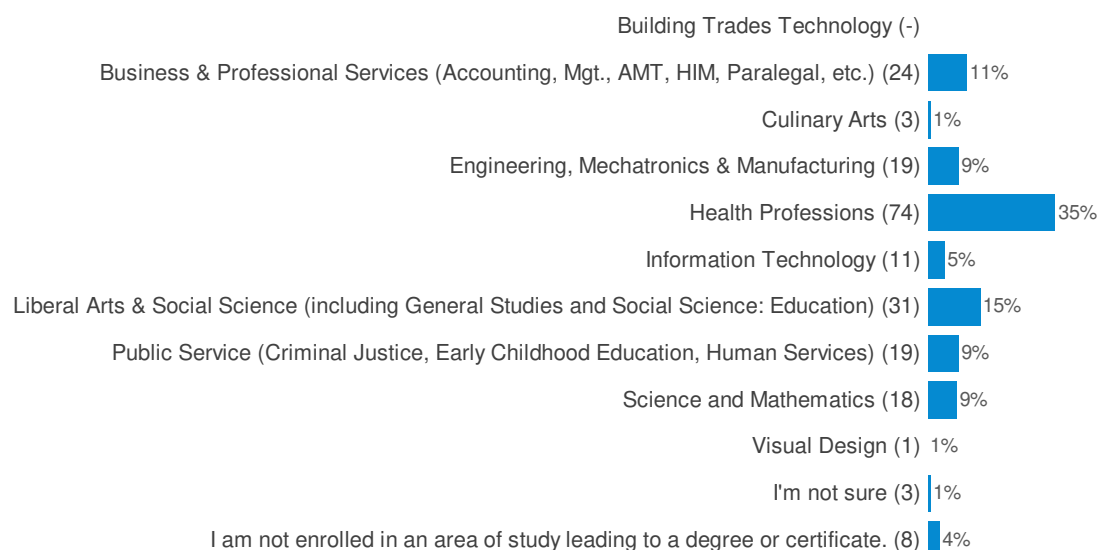 Building Trades Technology (-)
Business & Professional Services (Accounting, Mgt., AMT, HIM, Paralegal, etc.) (24) 11%
Culinary Arts (3) 1%
Engineering, Mechatronics & Manufacturing (19) 9%
Health Professions (74) 35%
Information Technology (11) 5%
Liberal Arts & Social Science (including General Studies and Social Science: Education) (31) 15%
Public Service (Criminal Justice, Early Childhood Education, Human Services) (19) 9%
Science and Mathematics (18) 9%
Visual Design (1) 1%
I'm not sure (3) 1%
I am not enrolled in an area of study leading to a degree or certificate. (8) 4%